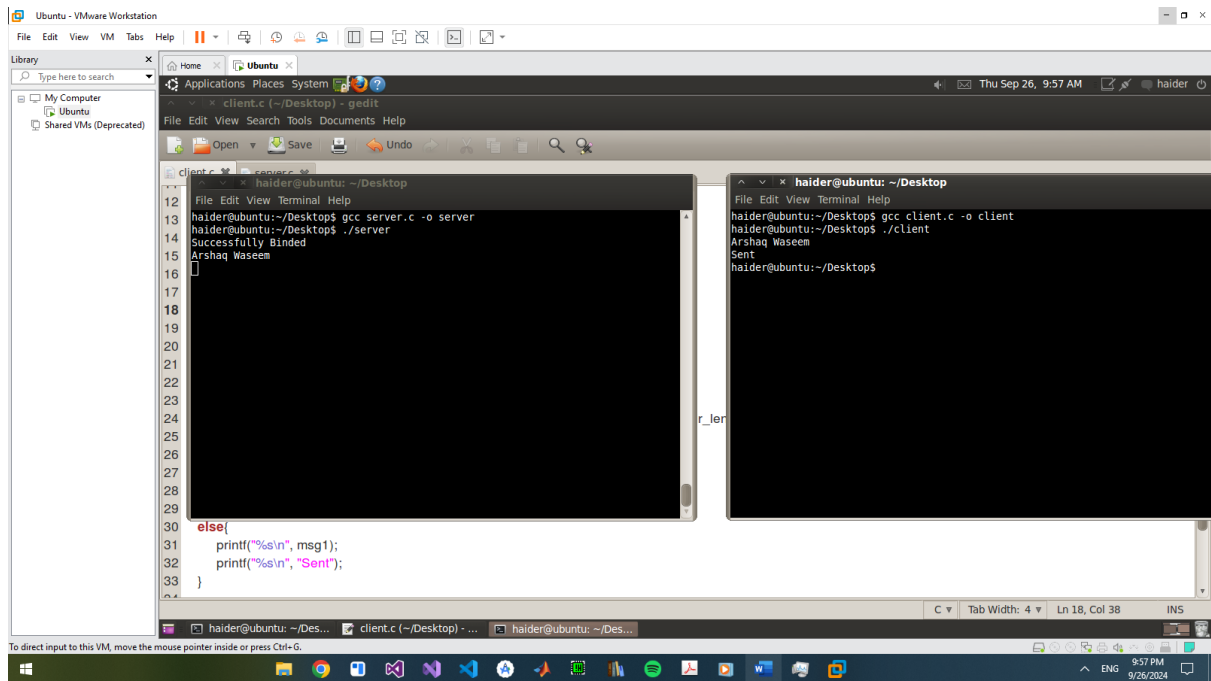 Ubuntu - VMware Workstation
File Edit View VM Tabs Help
Library
Type here to search
My Computer
Ubuntu
Shared VMs (Deprecated)
Home
Ubuntu
Applications Places System
Thu Sep 26, 9:57 AM
haider
client.c (~/Desktop) - gedit
File Edit View Search Tools Documents Help
Open Save Undo
client.c server.c
haider@ubuntu: ~/Desktop
File Edit View Terminal Help
haider@ubuntu:~/Desktop$ gcc server.c -o server
haider@ubuntu:~/Desktop$ ./server
Successfully Binded
Arshaq Waseem
haider@ubuntu: ~/Desktop
File Edit View Terminal Help
haider@ubuntu:~/Desktop$ gcc client.c -o client
haider@ubuntu:~/Desktop$ ./client
Arshaq Waseem
Sent
haider@ubuntu:~/Desktop$
12
13
14
15
16
17
18
19
20
21
22
23
24 r_len
25
26
27
28
29
30 else{
31 printf("%s\n", msg1);
32 printf("%s\n", "Sent");
33 }
C Tab Width: 4 Ln 18, Col 38 INS
haider@ubuntu: ~/Des... client.c (~/Desktop) - ... haider@ubuntu: ~/Des...
To direct input to this VM, move the mouse pointer inside or press Ctrl+G.
ENG
9:57 PM
9/26/2024